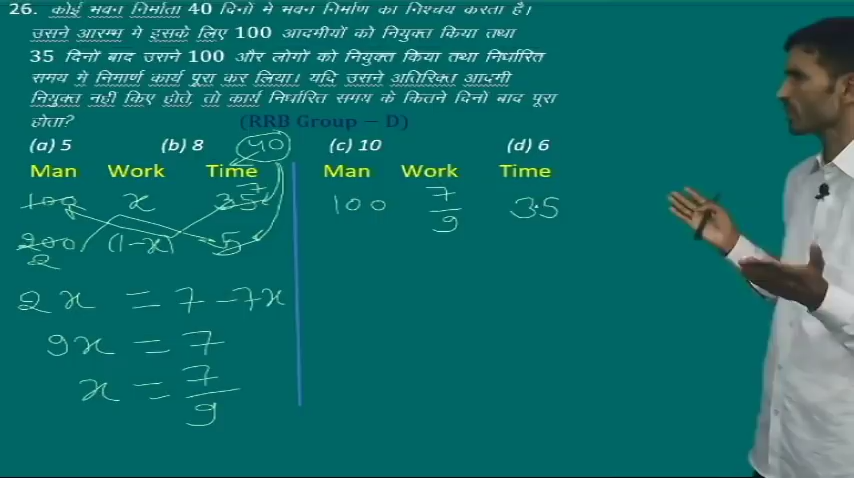 26. कोई भवन निर्माता 40 दिनों मे भवन निर्माण का निश्चय करता है।
उसने आरम्भ मे इसके लिए 100 आदमीयों को नियुक्त किया तथा
35 दिनों बाद उसने 100 और लोगों को नियुक्त किया तथा निर्धारित
समय मे निमार्ण कार्य पूरा कर लिया। यदि उसने अतिरिक्त आदमी
नियुक्त नहीं किए होते, तो कार्य निर्धारित समय के कितने दिनो बाद पूरा
होता? (RRB Group – D)
(a) 5 (b) 8 (c) 10 (d) 6
40
Man Work Time Man Work Time
7
100 x 35 100 7/9 35
200 (1-x) 5
2
2x = 7 - 7x
9x = 7
x = 7/9